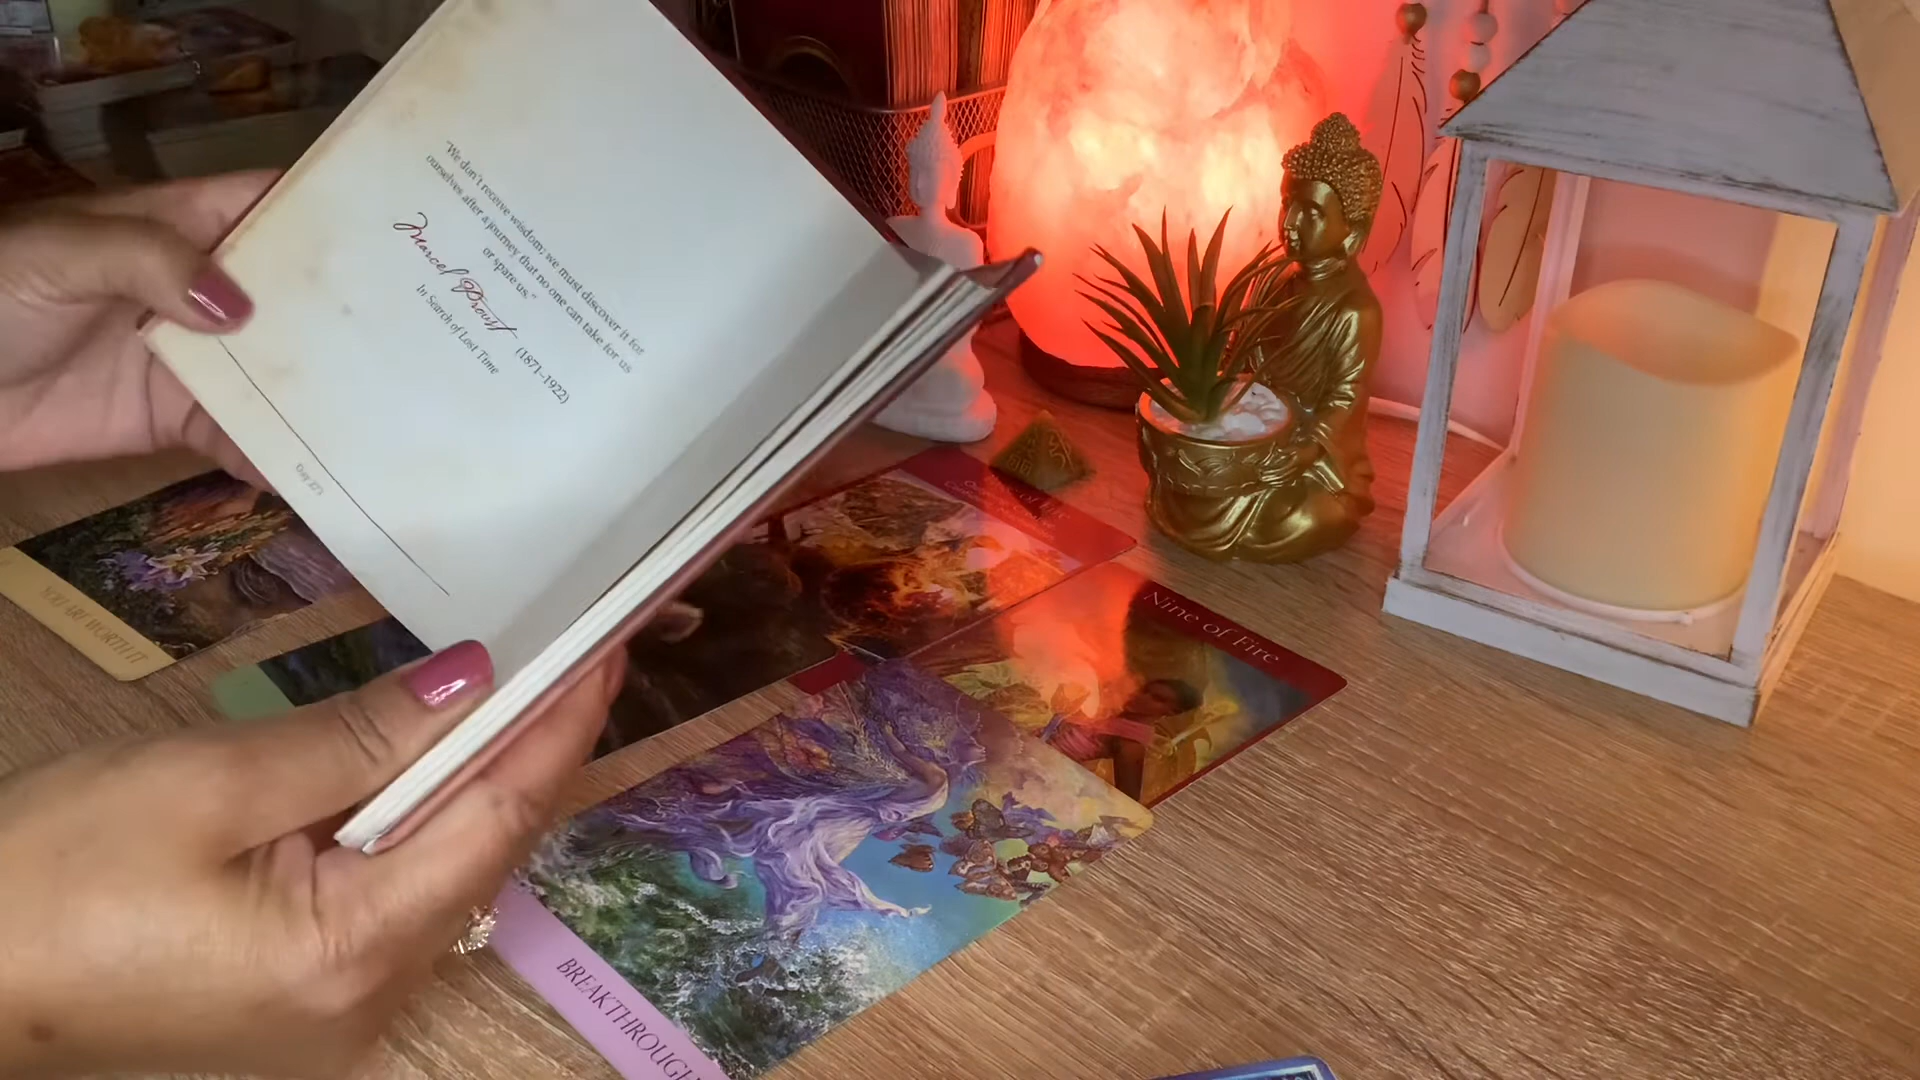 "We don't receive wisdom; we must discover it for
ourselves after a journey that no one can take for us
or spare us."
Marcel Proust (1871–1922)
In Search of Lost Time
YOU ARE WORTH IT
Nine of Fire
BREAKTHROUGH